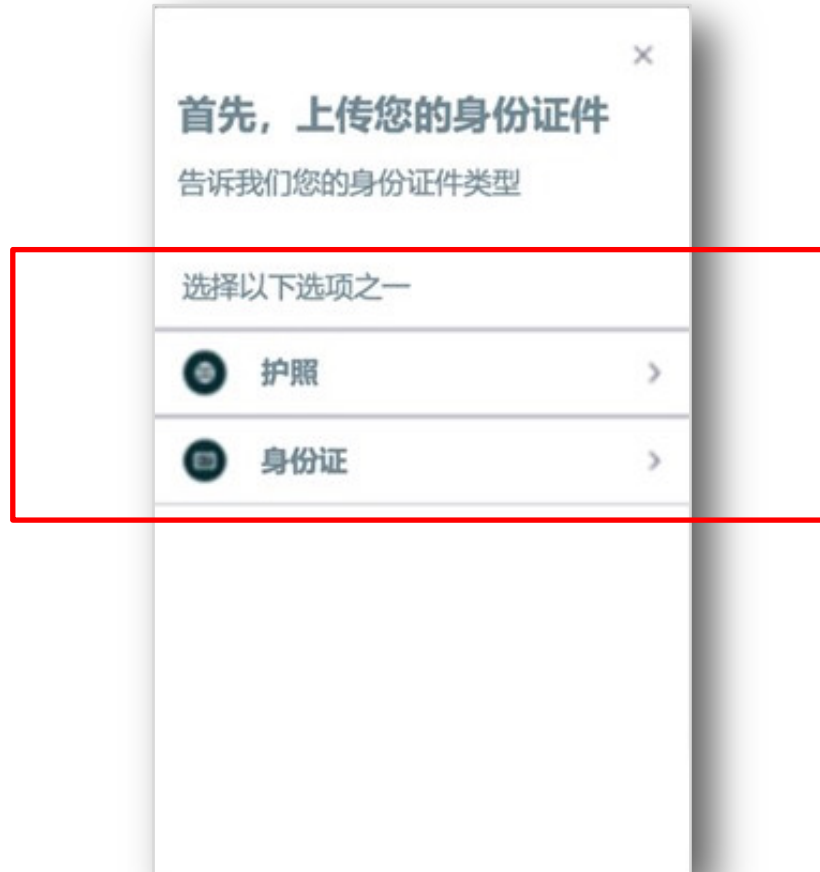 首先，上传您的身份证件
告诉我们您的身份证件类型
选择以下选项之一
护照
身份证